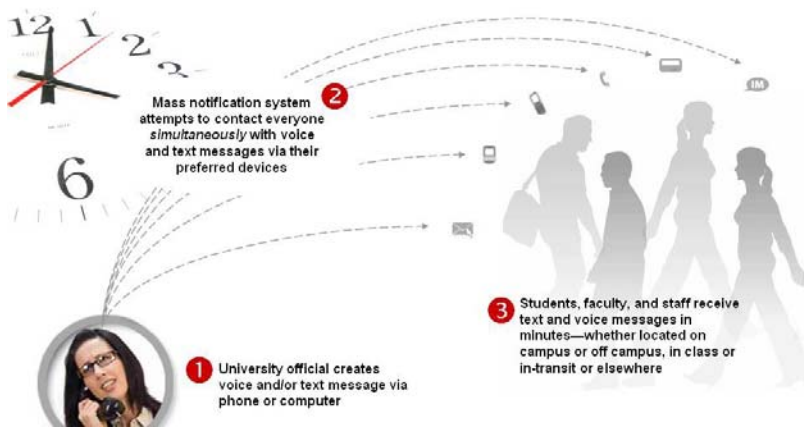 12
1
2
3
6
2
Mass notification system
attempts to contact everyone
simultaneously with voice
and text messages via their
preferred devices
IM
3
Students, faculty, and staff receive
text and voice messages in
minutes—whether located on
campus or off campus, in class or
in-transit or elsewhere
1
University official creates
voice and/or text message via
phone or computer